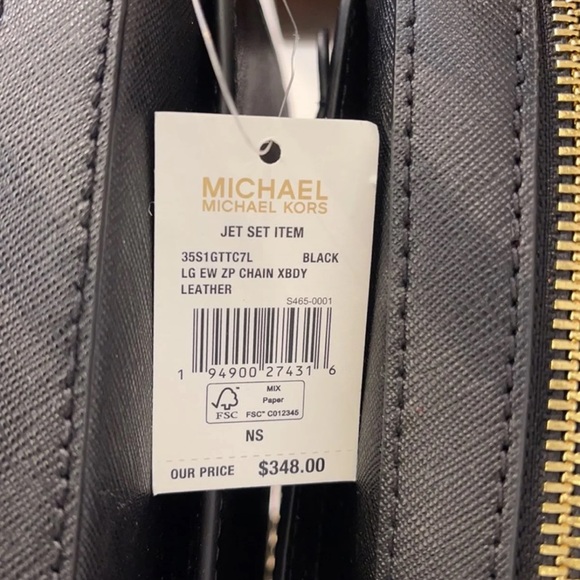 MICHAEL
MICHAEL KORS
JET SET ITEM
35S1GTTC7L BLACK
LG EW ZP CHAIN XBDY
LEATHER
S465-0001
1 94900 27431 6
FSC MIX
Paper
FSC™ C012345
NS
OUR PRICE $348.00